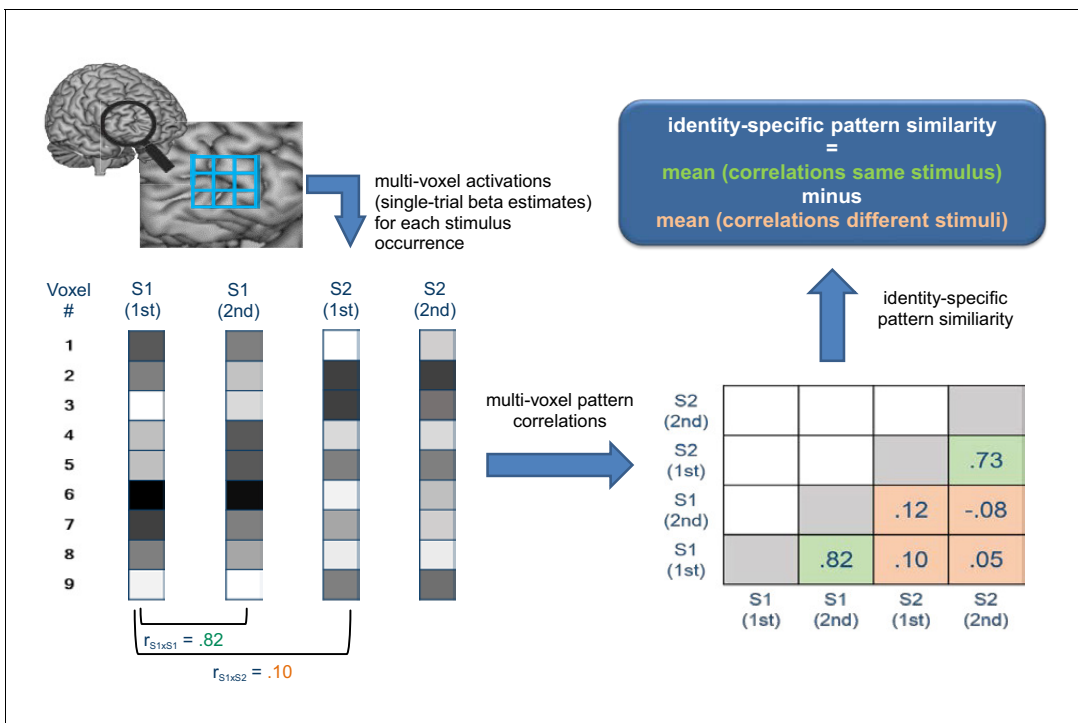 identity-specific pattern similarity
=
mean (correlations same stimulus)
minus
mean (correlations different stimuli)
multi-voxel activations
(single-trial beta estimates)
for each stimulus
occurrence
identity-specific
pattern similiarity
Voxel
#
S1
(1st)
S1
(2nd)
S2
(1st)
S2
(2nd)
1
2
3
4
5
6
7
8
9
rS1xS1 = .82
rS1xS2 = .10
multi-voxel pattern
correlations
S2
(2nd)
S2
(1st)
.73
S1
(2nd)
.12 -.08
S1
(1st)
.82 .10 .05
S1
(1st)
S1
(2nd)
S2
(1st)
S2
(2nd)